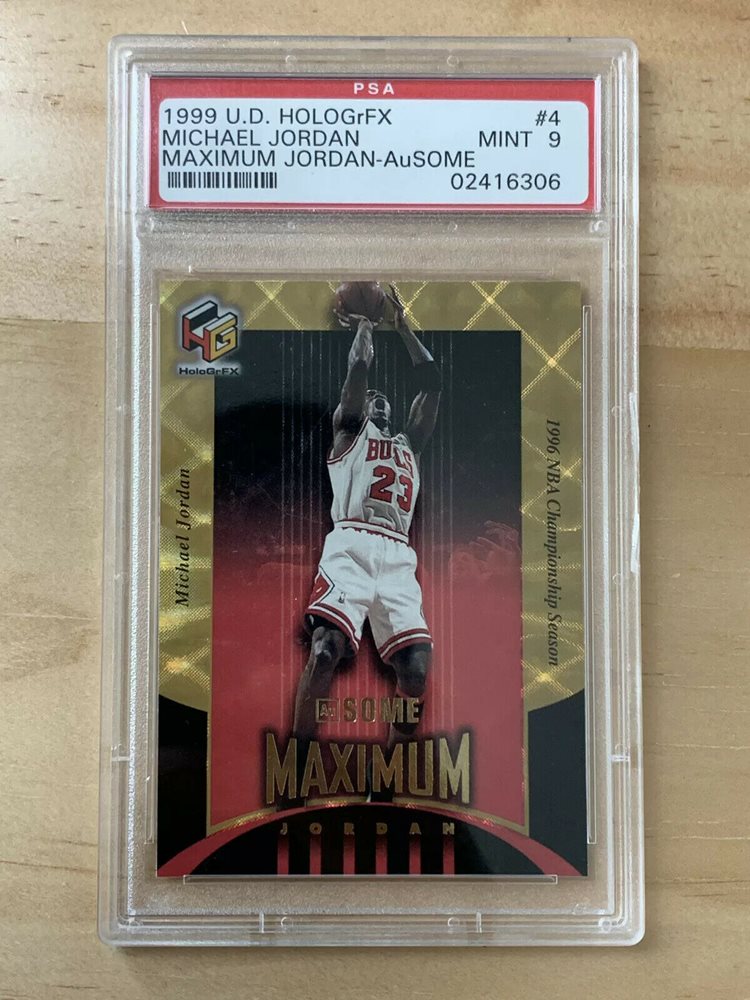 PSA
1999 U.D. HOLOGrFX #4
MICHAEL JORDAN MINT 9
MAXIMUM JORDAN-AuSOME
02416306
HG
HoloGrFX
Michael Jordan
1996 NBA Championship Season
BULLS
23
Au SOME
MAXIMUM
JORDAN